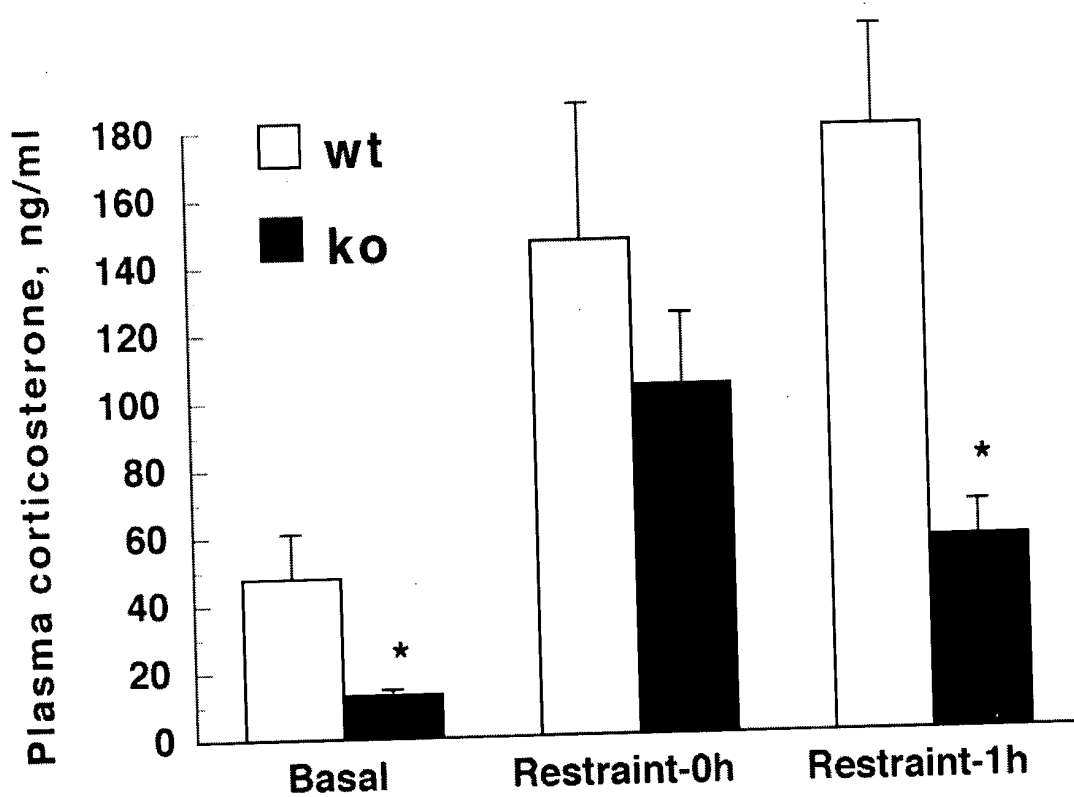 Plasma corticosterone, ng/ml
180
160
140
120
100
80
60
40
20
0
wt
ko
*
*
Basal
Restraint-0h
Restraint-1h